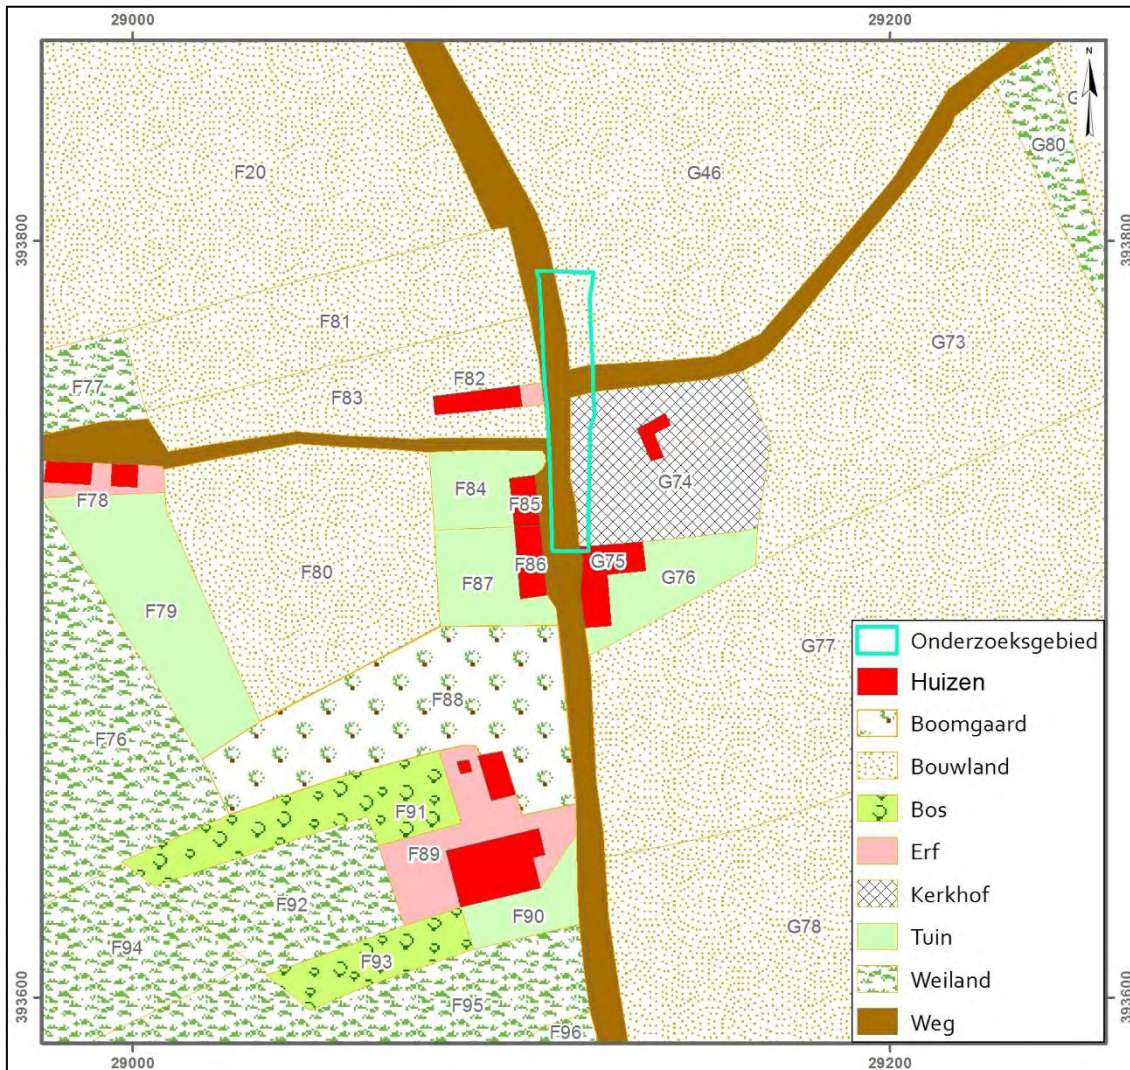 29000
29200
N
G
G80
F20
G46
393800
393800
F81
G73
F77
F82
F83
F84
F78
G74
F85
F80
F86
G75
F87
G76
F79
G77
F88
F76
F91
F89
F92
F90
G78
F94
F93
F95
F96
Onderzoeksgebied
Huizen
Boomgaard
Bouwland
Bos
Erf
Kerkhof
Tuin
Weiland
Weg
393600
393600
29000
29200